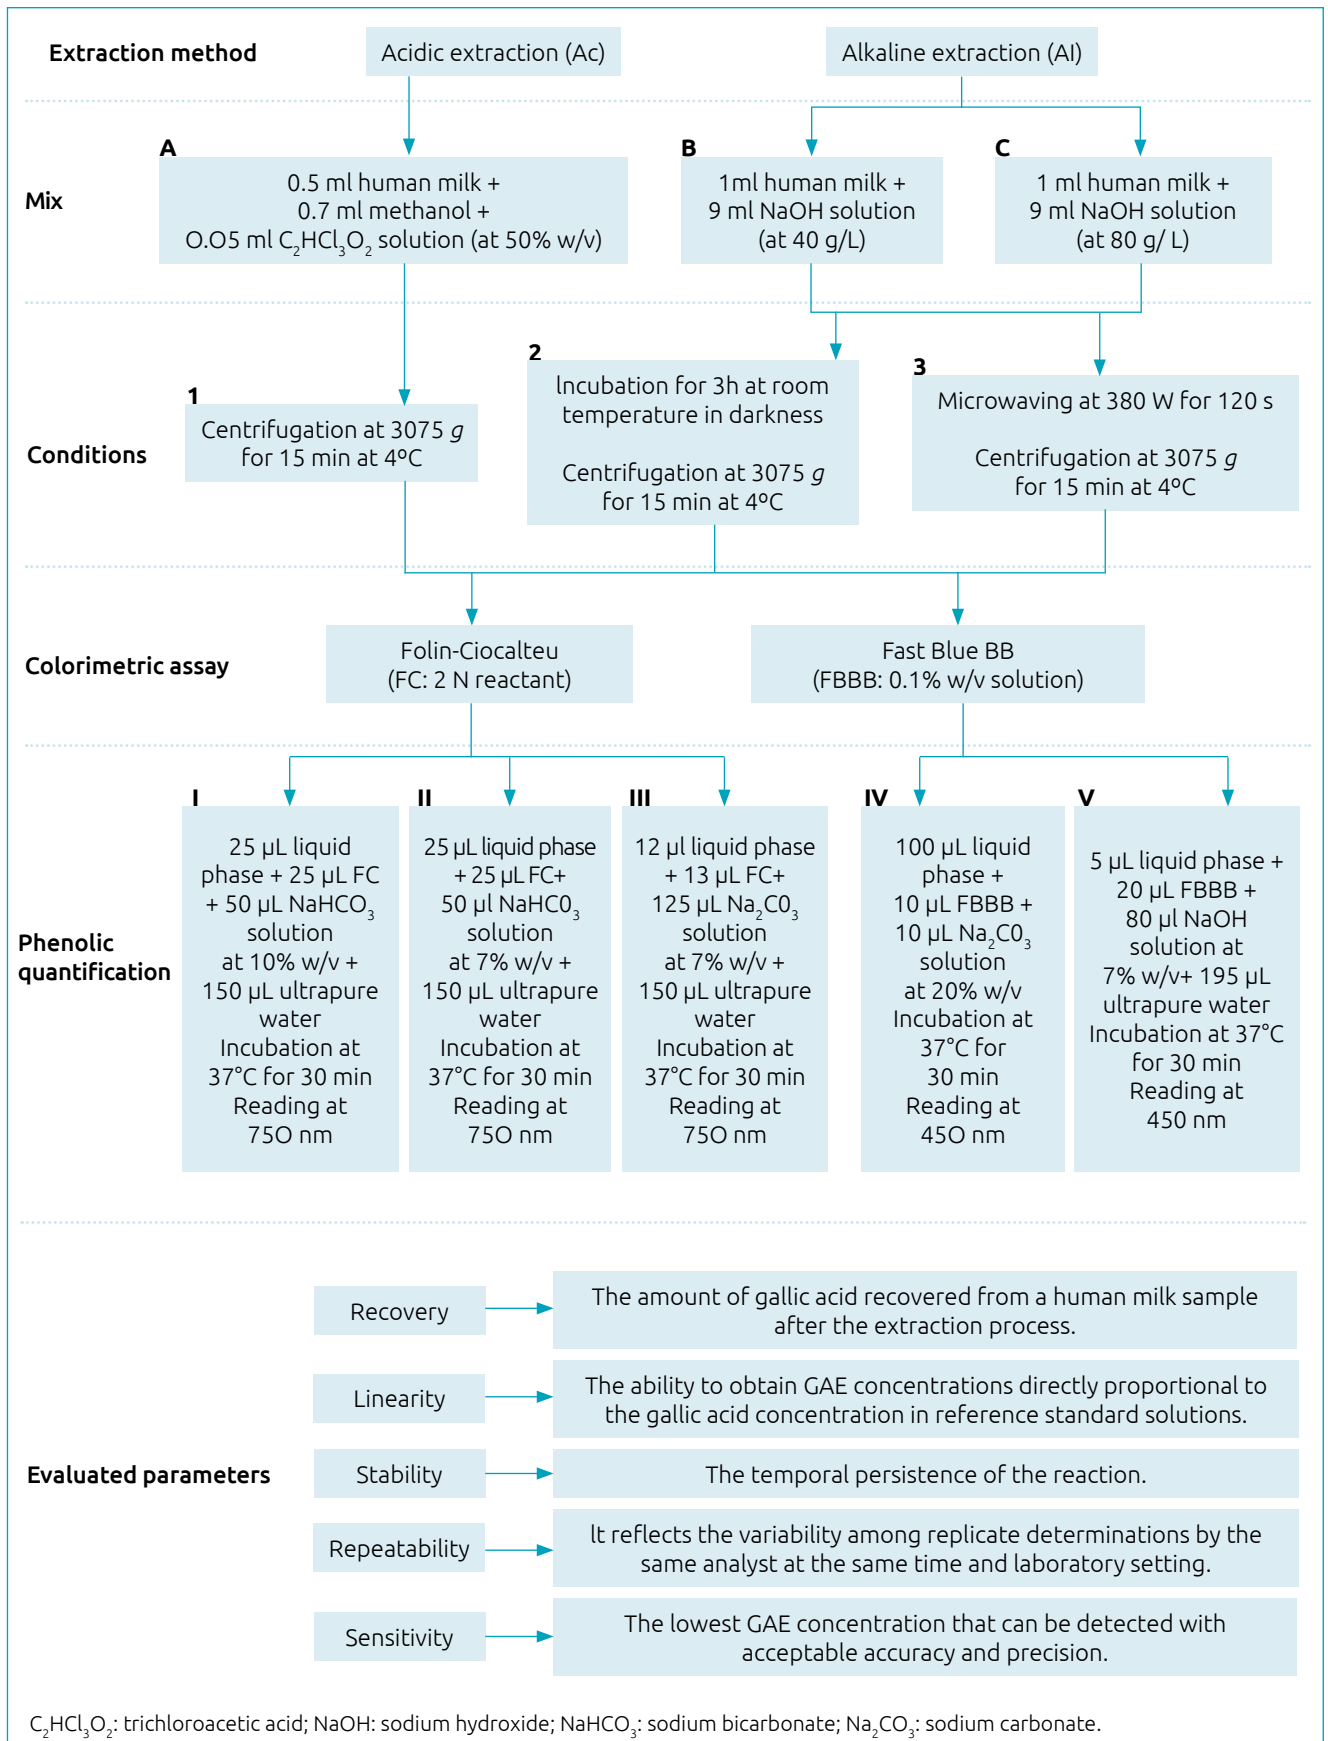 Extraction method
Acidic extraction (Ac)
Alkaline extraction (AI)
Mix
A
0.5 ml human milk +
0.7 ml methanol +
O.O5 ml C₂HCl₃O₂ solution (at 50% w/v)
B
1ml human milk +
9 ml NaOH solution
(at 40 g/L)
C
1 ml human milk +
9 ml NaOH solution
(at 80 g/ L)
Conditions
1
Centrifugation at 3075 g
for 15 min at 4ºC
2
lncubation for 3h at room
temperature in darkness
Centrifugation at 3075 g
for 15 min at 4ºC
3
Microwaving at 380 W for 120 s
Centrifugation at 3075 g
for 15 min at 4ºC
Colorimetric assay
Folin-Ciocalteu
(FC: 2 N reactant)
Fast Blue BB
(FBBB: 0.1% w/v solution)
Phenolic
quantification
I
25 µL liquid
phase + 25 µL FC
+ 50 µL NaHCO₃
solution
at 10% w/v +
150 µL ultrapure
water
Incubation at
37°C for 30 min
Reading at
75O nm
II
25 µL liquid phase
+ 25 µL FC+
50 µl NaHC0₃
solution
at 7% w/v +
150 µL ultrapure
water
Incubation at
37°C for 30 min
Reading at
75O nm
III
12 µl liquid phase
+ 13 µL FC+
125 µL Na₂C0₃
solution
at 7% w/v +
150 µL ultrapure
water
Incubation at
37°C for 30 min
Reading at
75O nm
IV
100 µL liquid
phase +
10 µL FBBB +
10 µL Na₂C0₃
solution
at 20% w/v
Incubation at
37°C for
30 min
Reading at
45O nm
V
5 µL liquid phase +
20 µL FBBB +
80 µl NaOH
solution at
7% w/v+ 195 µL
ultrapure water
Incubation at 37°C
for 30 min
Reading at
450 nm
Evaluated parameters
Recovery
The amount of gallic acid recovered from a human milk sample
after the extraction process.
Linearity
The ability to obtain GAE concentrations directly proportional to
the gallic acid concentration in reference standard solutions.
Stability
The temporal persistence of the reaction.
Repeatability
lt reflects the variability among replicate determinations by the
same analyst at the same time and laboratory setting.
Sensitivity
The lowest GAE concentration that can be detected with
acceptable accuracy and precision.
C₂HCl₃O₂: trichloroacetic acid; NaOH: sodium hydroxide; NaHCO₃: sodium bicarbonate; Na₂CO₃: sodium carbonate.